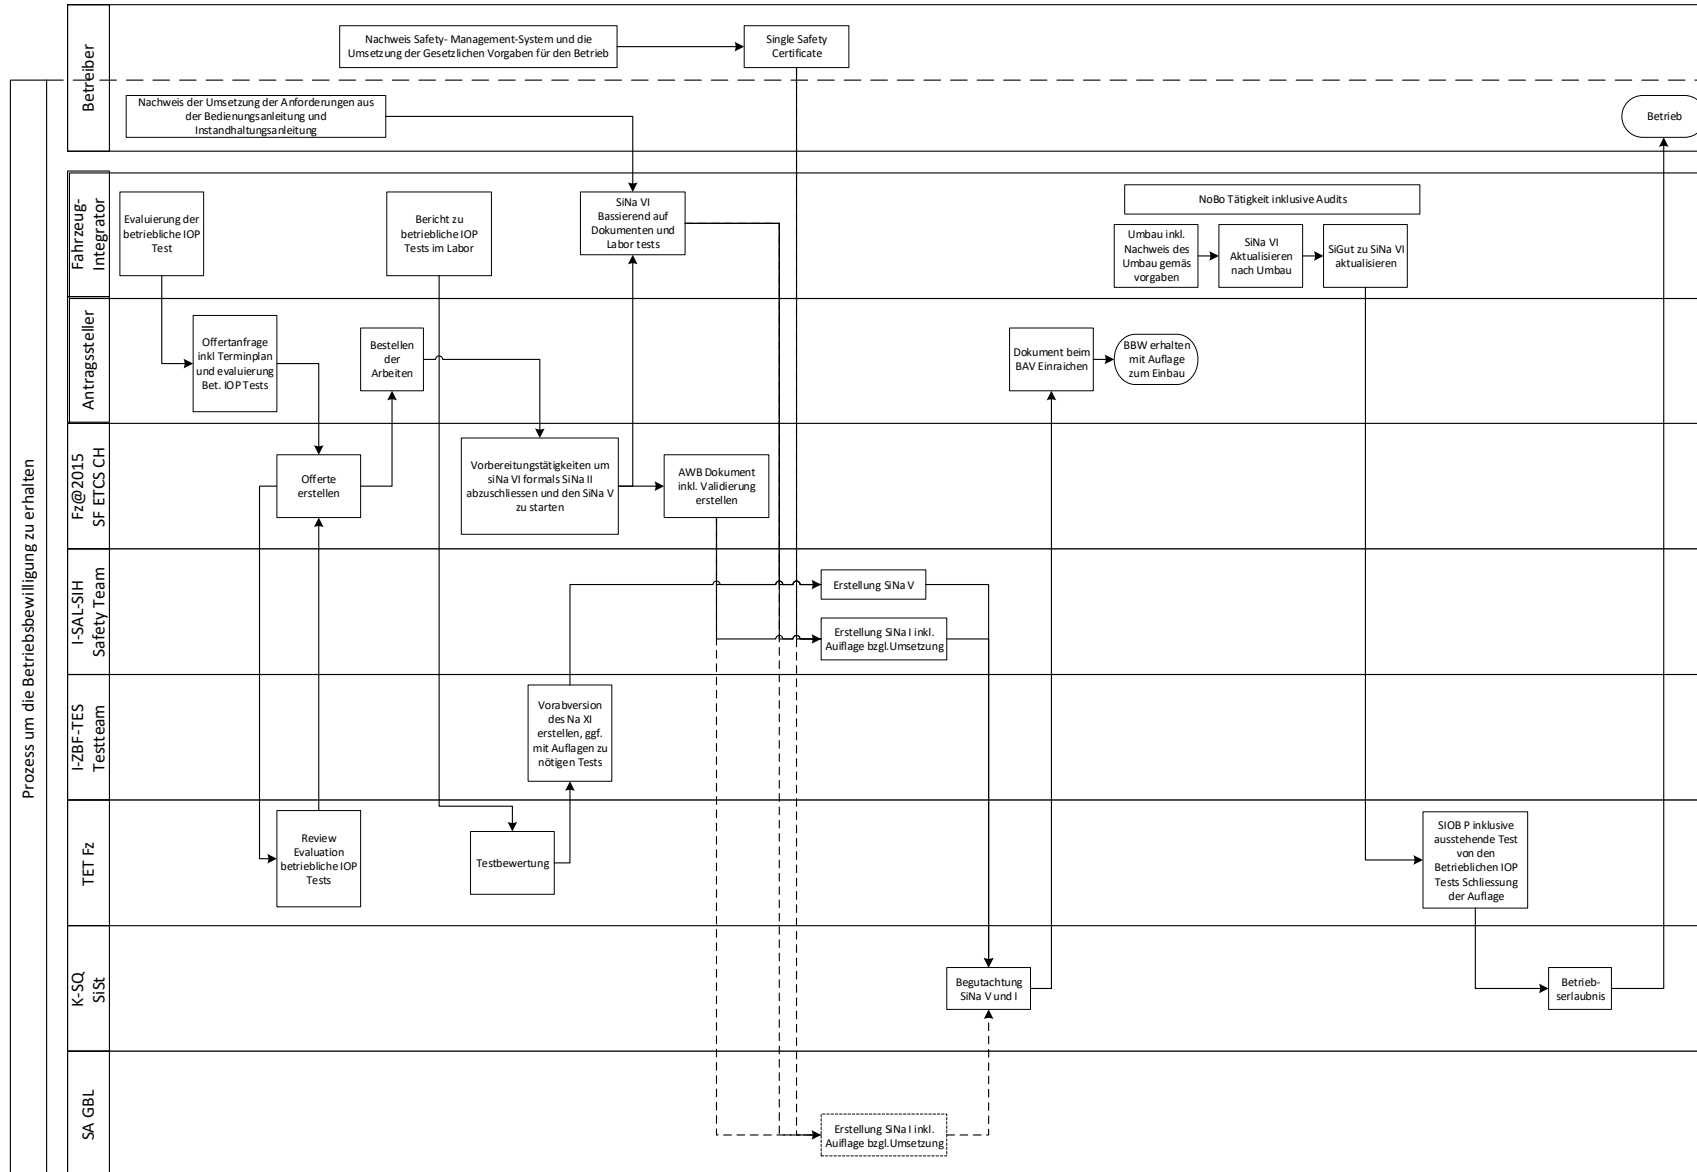 Prozess um die Betriebsbewilligung zu erhalten
Betreiber
Nachweis Safety- Management-System und die
Umsetzung der Gesetzlichen Vorgaben für den Betrieb
Single Safety
Certificate
Nachweis der Umsetzung der Anforderungen aus
der Bedienungsanleitung und
Instandhaltungsanleitung
Betrieb
Fahrzeug-
Integrator
Evaluierung der
betriebliche IOP
Test
Bericht zu
betriebliche IOP
Tests im Labor
SiNa VI
Bassierend auf
Dokumenten und
Labor tests
NoBo Tätigkeit inklusive Audits
Umbau inkl.
Nachweis des
Umbau gemäs
vorgaben
SiNa VI
Aktualisieren
nach Umbau
SiGut zu SiNa VI
aktualisieren
Antragssteller
Offertanfrage
inkl Terminplan
und evaluierung
Bet. IOP Tests
Bestellen
der
Arbeiten
Dokument beim
BAV Einraichen
BBW erhalten
mit Auflage
zum Einbau
Fz@2015
SF ETCS CH
Offerte
erstellen
Vorbereitungstätigkeiten um
siNa VI formals SiNa II
abzuschliessen und den SiNa V
zu starten
AWB Dokument
inkl. Validierung
erstellen
I-SAL-SIH
Safety Team
Erstellung SiNa V
Erstellung SiNa I inkl.
Auiflage bzgl.Umsetzung
I-ZBF-TES
Testteam
Vorabversion
des Na XI
erstellen, ggf.
mit Auflagen zu
nötigen Tests
TET Fz
Review
Evaluation
betriebliche IOP
Tests
Testbewertung
SIOB P inklusive
ausstehende Test
von den
Betrieblichen IOP
Tests Schliessung
der Auflage
K-SQ
SiSt
Begutachtung
SiNa V und I
Betrieb-
serlaubnis
SA GBL
Erstellung SiNa I inkl.
Auiflage bzgl.Umsetzung